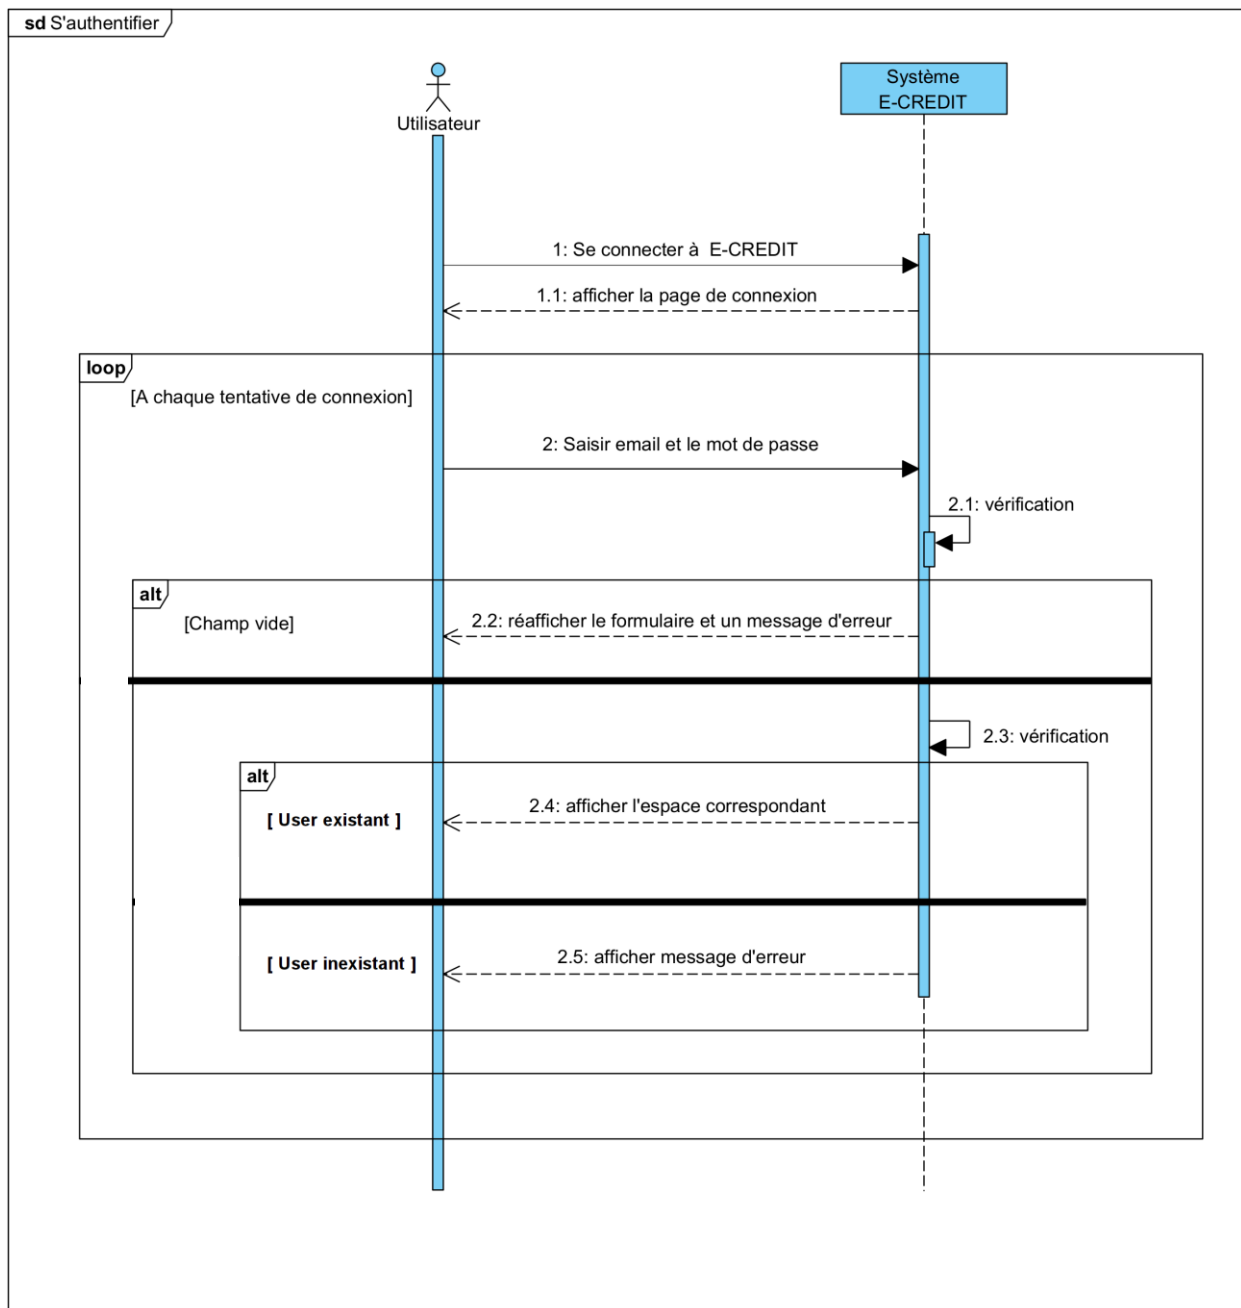 sd S'authentifier
Utilisateur
Système
E-CREDIT
1: Se connecter à  E-CREDIT
1.1: afficher la page de connexion
loop
[A chaque tentative de connexion]
2: Saisir email et le mot de passe
2.1: vérification
alt
[Champ vide]
2.2: réafficher le formulaire et un message d'erreur
2.3: vérification
alt
[ User existant ]
2.4: afficher l'espace correspondant
[ User inexistant ]
2.5: afficher message d'erreur